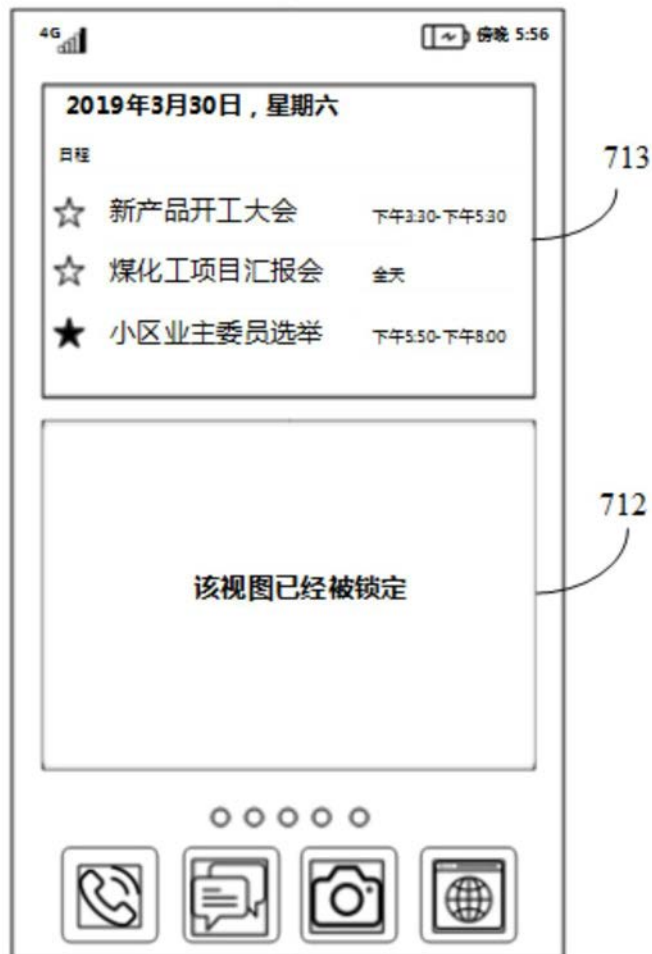 4G 傍晚 5:56
2019年3月30日，星期六
日程
713
新产品开工大会 下午3:30-下午5:30
煤化工项目汇报会 全天
小区业主委员选举 下午5:50-下午8:00
712
该视图已经被锁定